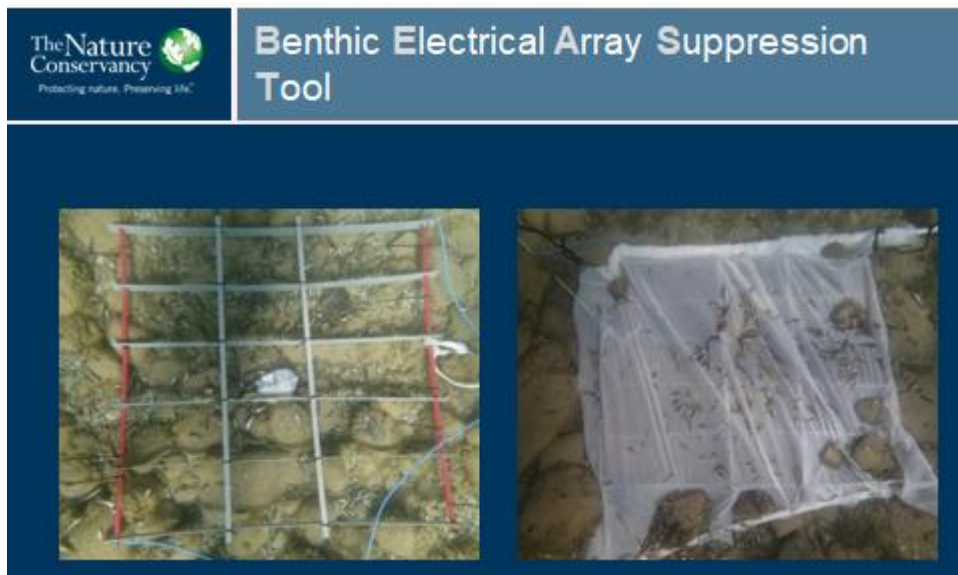 The Nature
Conservancy
Protecting nature. Preserving life.
Benthic Electrical Array Suppression
Tool